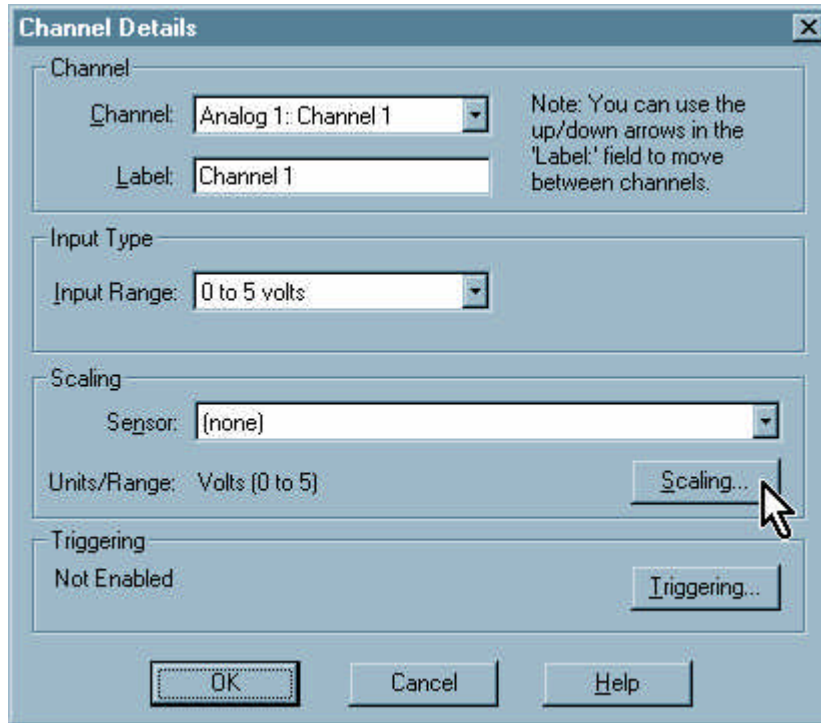 Channel Details
Channel
Channel: Analog 1: Channel 1
Note: You can use the
up/down arrows in the
'Label:' field to move
between channels.
Label: Channel 1
Input Type
Input Range: 0 to 5 volts
Scaling
Sensor: (none)
Units/Range: Volts (0 to 5)
Scaling...
Triggering
Not Enabled
Triggering...
OK
Cancel
Help